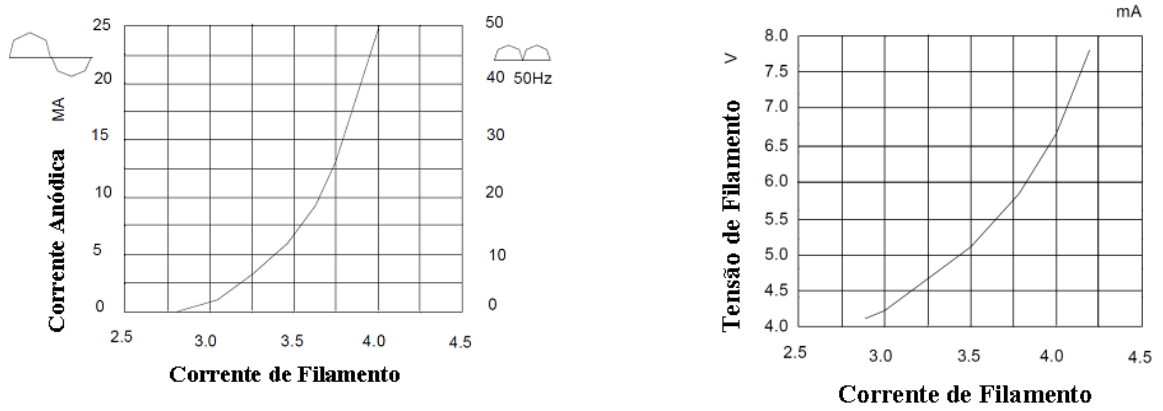 25
20
15
10
5
0
MA
Corrente Anódica
50
40 50Hz
30
20
10
0
2.5 3.0 3.5 4.0 4.5
Corrente de Filamento
mA
8.0
7.5
7.0
6.5
6.0
5.5
5.0
4.5
4.0
V
Tensão de Filamento
2.5 3.0 3.5 4.0 4.5
Corrente de Filamento